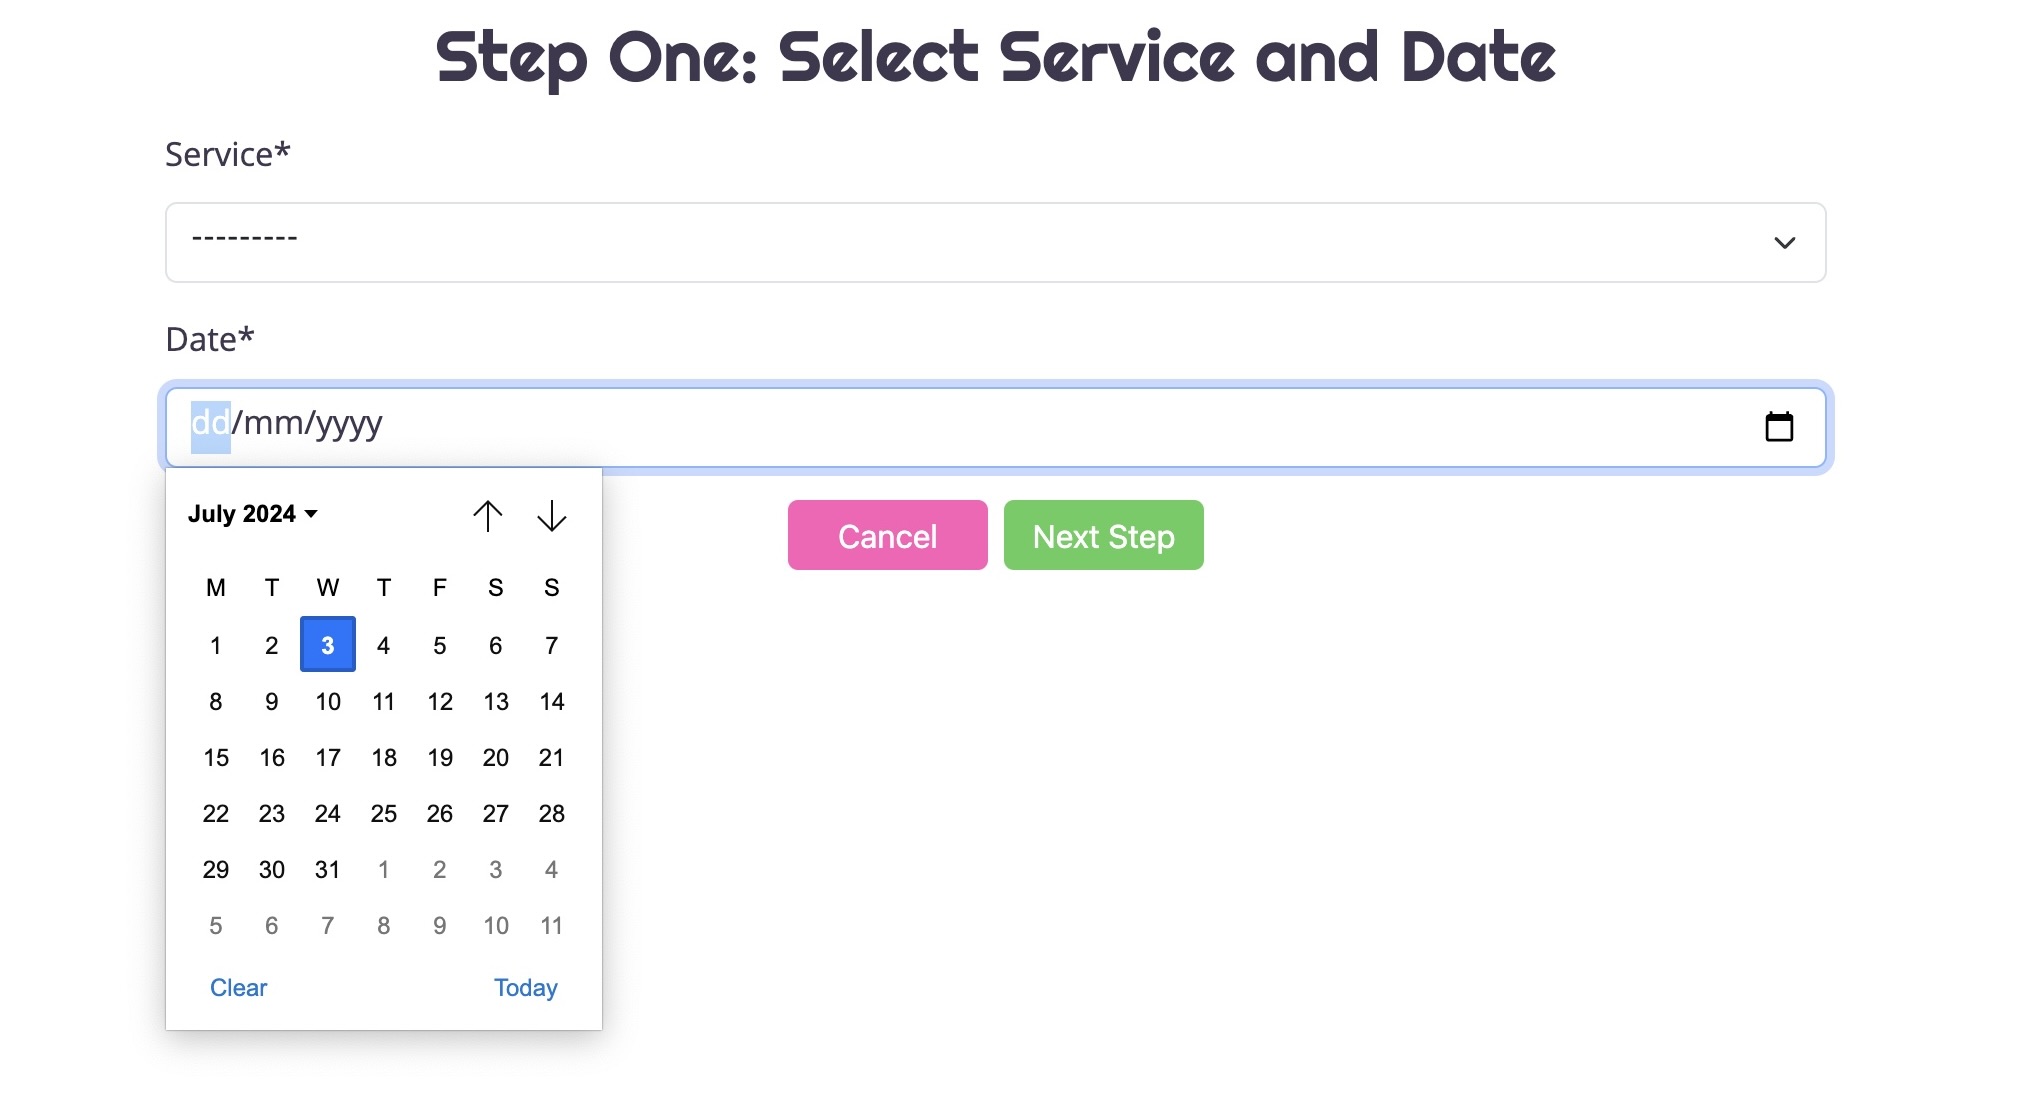 Step One: Select Service and Date
Service*
---------
Date*
dd/mm/yyyy
July 2024
Cancel
Next Step
M T W T F S S
1 2 3 4 5 6 7
8 9 10 11 12 13 14
15 16 17 18 19 20 21
22 23 24 25 26 27 28
29 30 31 1 2 3 4
5 6 7 8 9 10 11
Clear Today